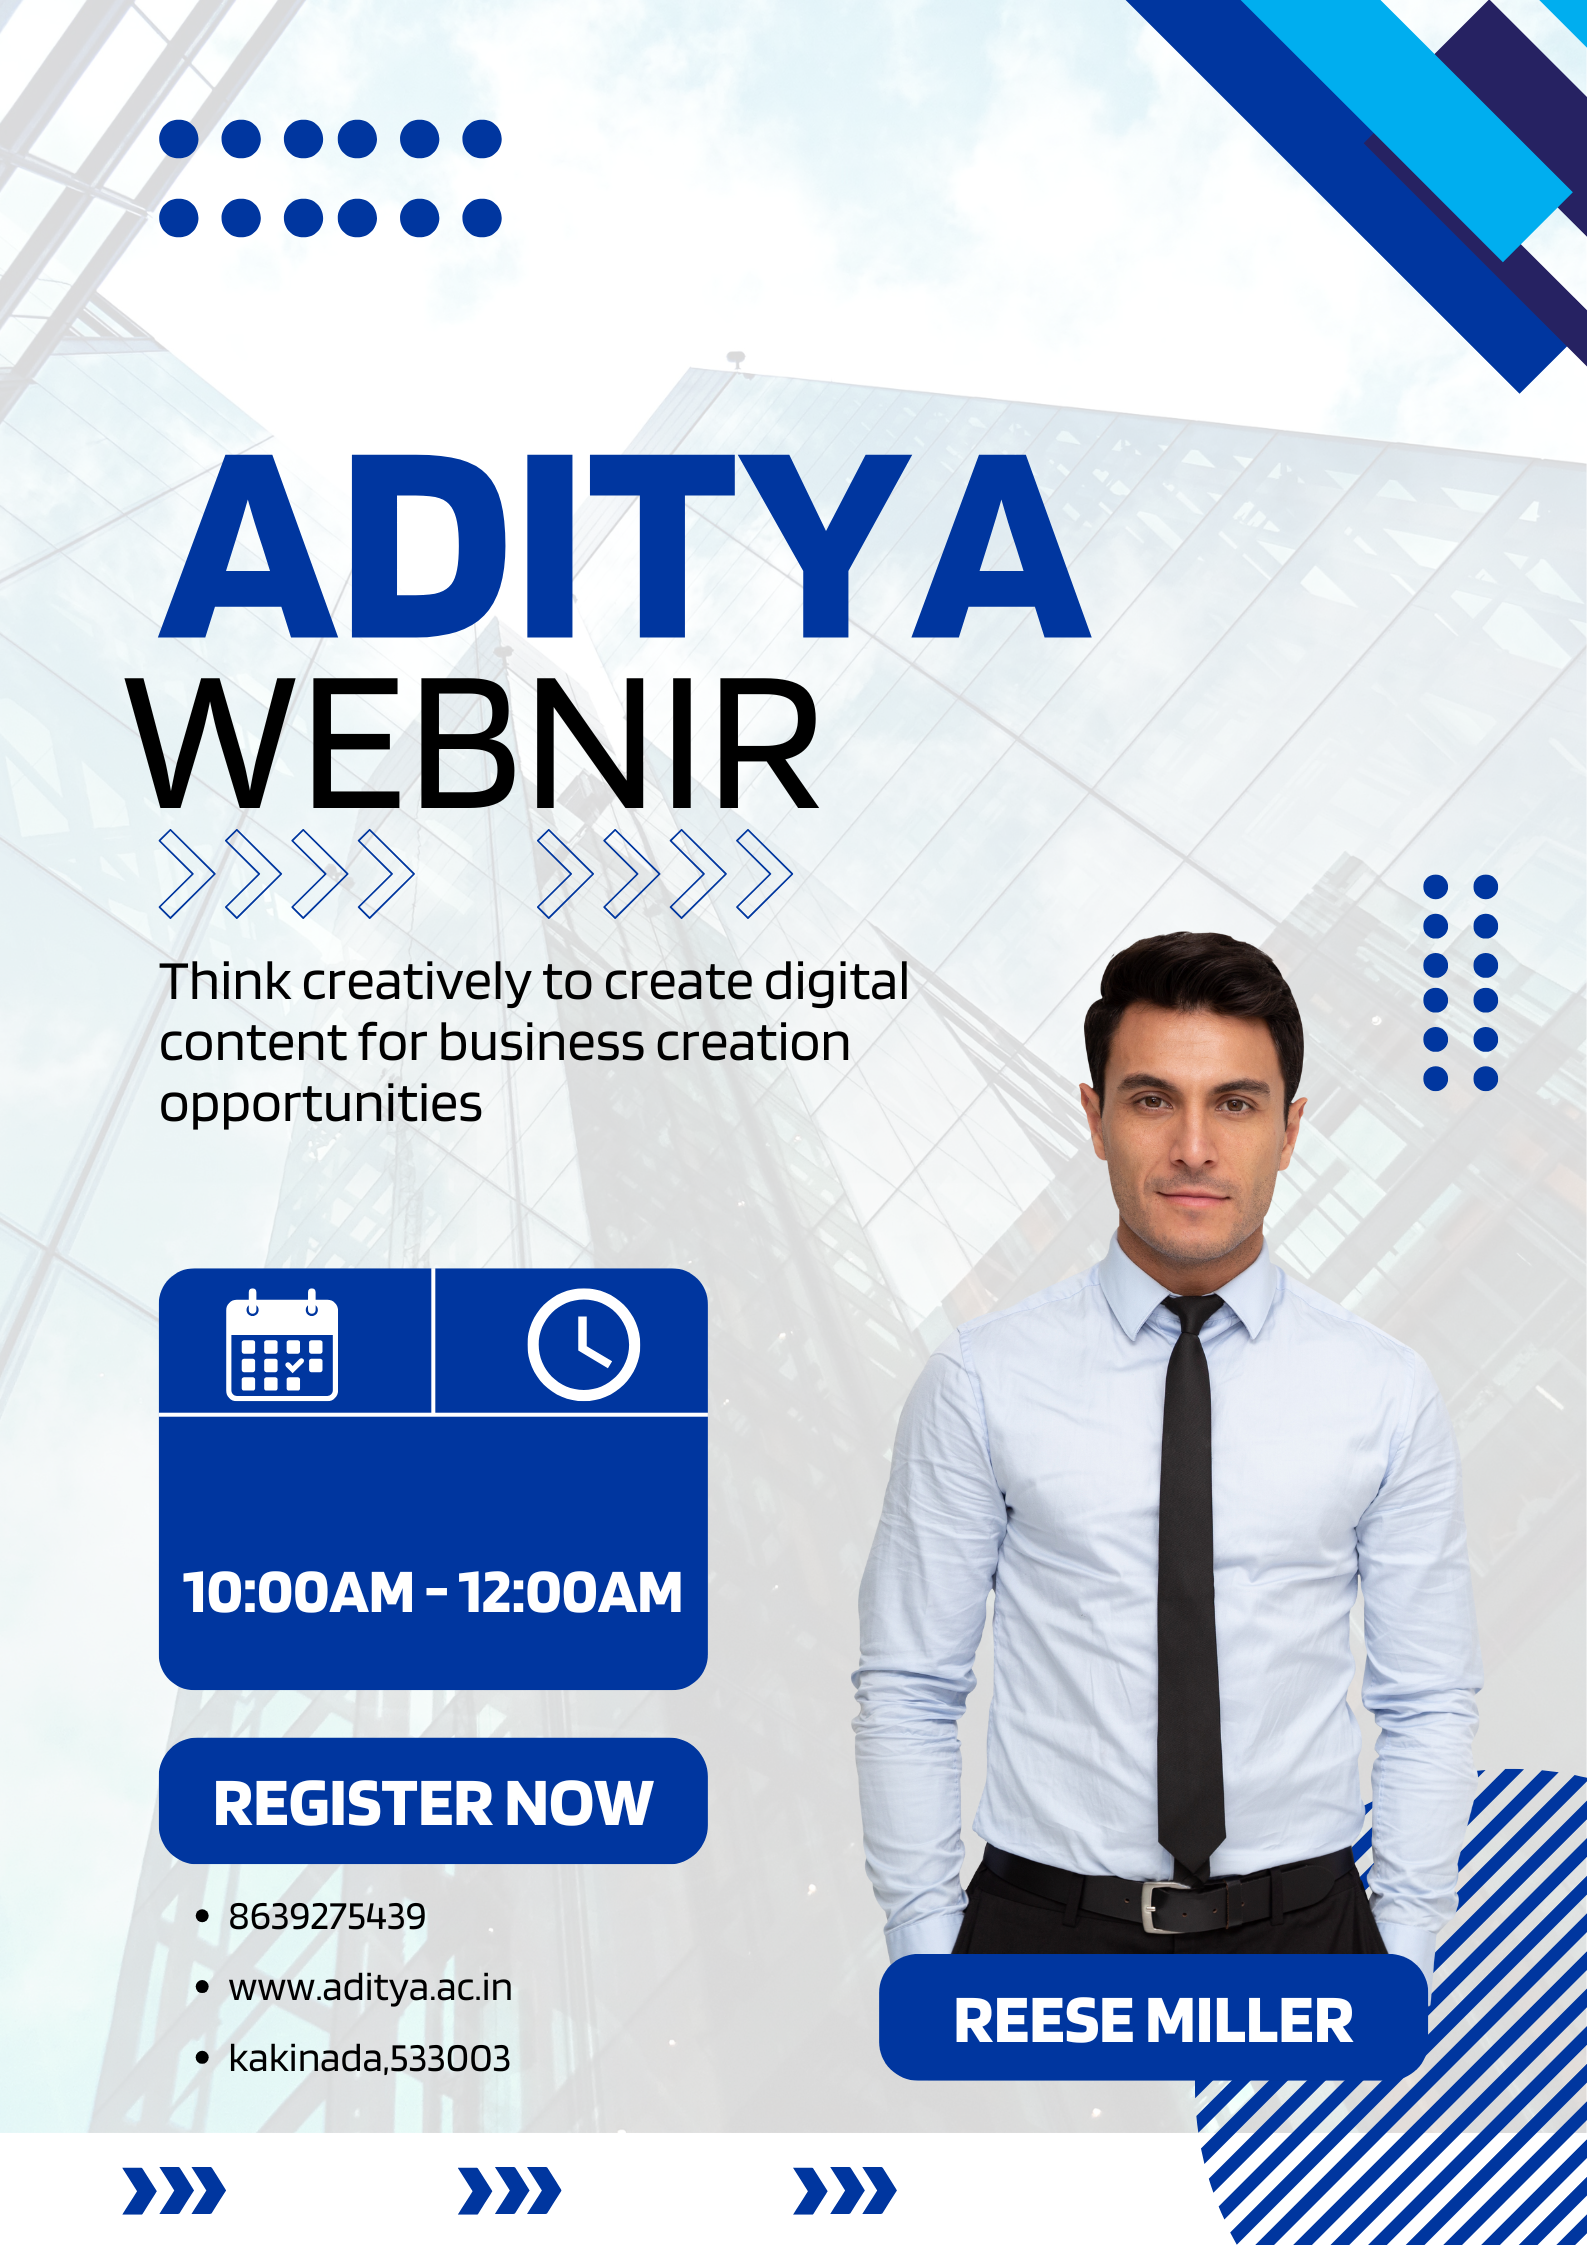 ADITYA
WEBNIR
Think creatively to create digital
content for business creation
opportunities
10:00AM - 12:00AM
REGISTER NOW
• 8639275439
• www.aditya.ac.in
• kakinada,533003
REESE MILLER